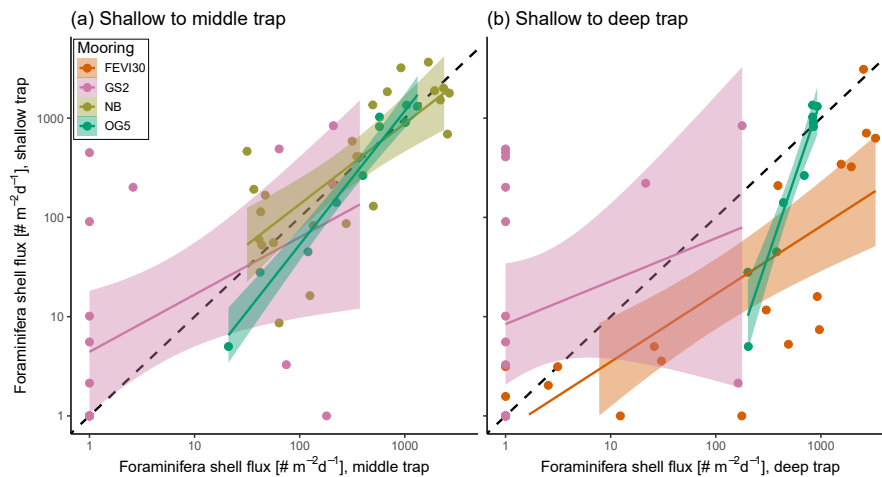 (a) Shallow to middle trap
(b) Shallow to deep trap
Mooring
FEVI30
GS2
NB
OG5
Foraminifera shell flux [# m⁻²d⁻¹], shallow trap
1000
100
10
1
1 10 100 1000
1 10 100 1000
Foraminifera shell flux [# m⁻²d⁻¹], middle trap
Foraminifera shell flux [# m⁻²d⁻¹], deep trap